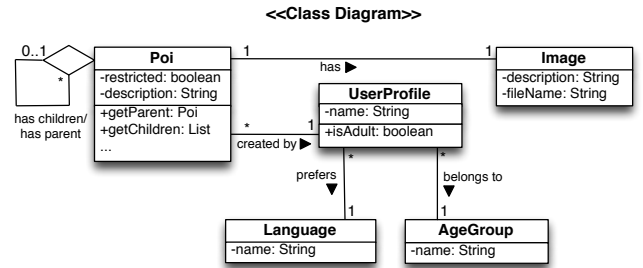 <<Class Diagram>>
0..1
*
has children/
has parent
Poi
-restricted: boolean
-description: String
+getParent: Poi
+getChildren: List
...
1
has
1
Image
-description: String
-fileName: String
*
created by
1
UserProfile
-name: String
+isAdult: boolean
*
prefers
1
*
belongs to
1
Language
-name: String
AgeGroup
-name: String